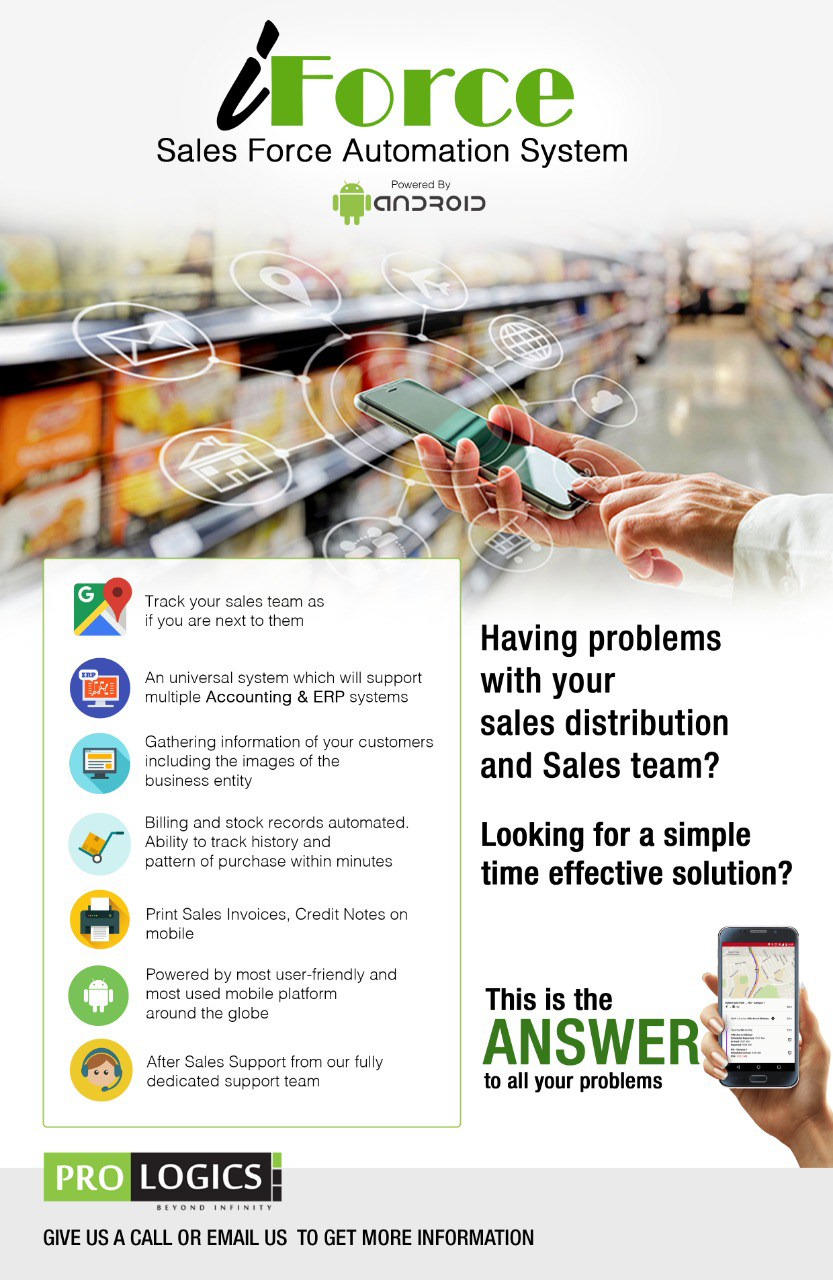 iForce
Sales Force Automation System
Powered By
ANDROID
G
Track your sales team as
if you are next to them
ERP
An universal system which will support
multiple Accounting & ERP systems
Gathering information of your customers
including the images of the
business entity
Billing and stock records automated.
Ability to track history and
pattern of purchase within minutes
Print Sales Invoices, Credit Notes on
mobile
Powered by most user-friendly and
most used mobile platform
around the globe
After Sales Support from our fully
dedicated support team
Having problems
with your
sales distribution
and Sales team?
Looking for a simple
time effective solution?
This is the
ANSWER
to all your problems
PRO LOGICS
BEYOND INFINITY
GIVE US A CALL OR EMAIL US TO GET MORE INFORMATION